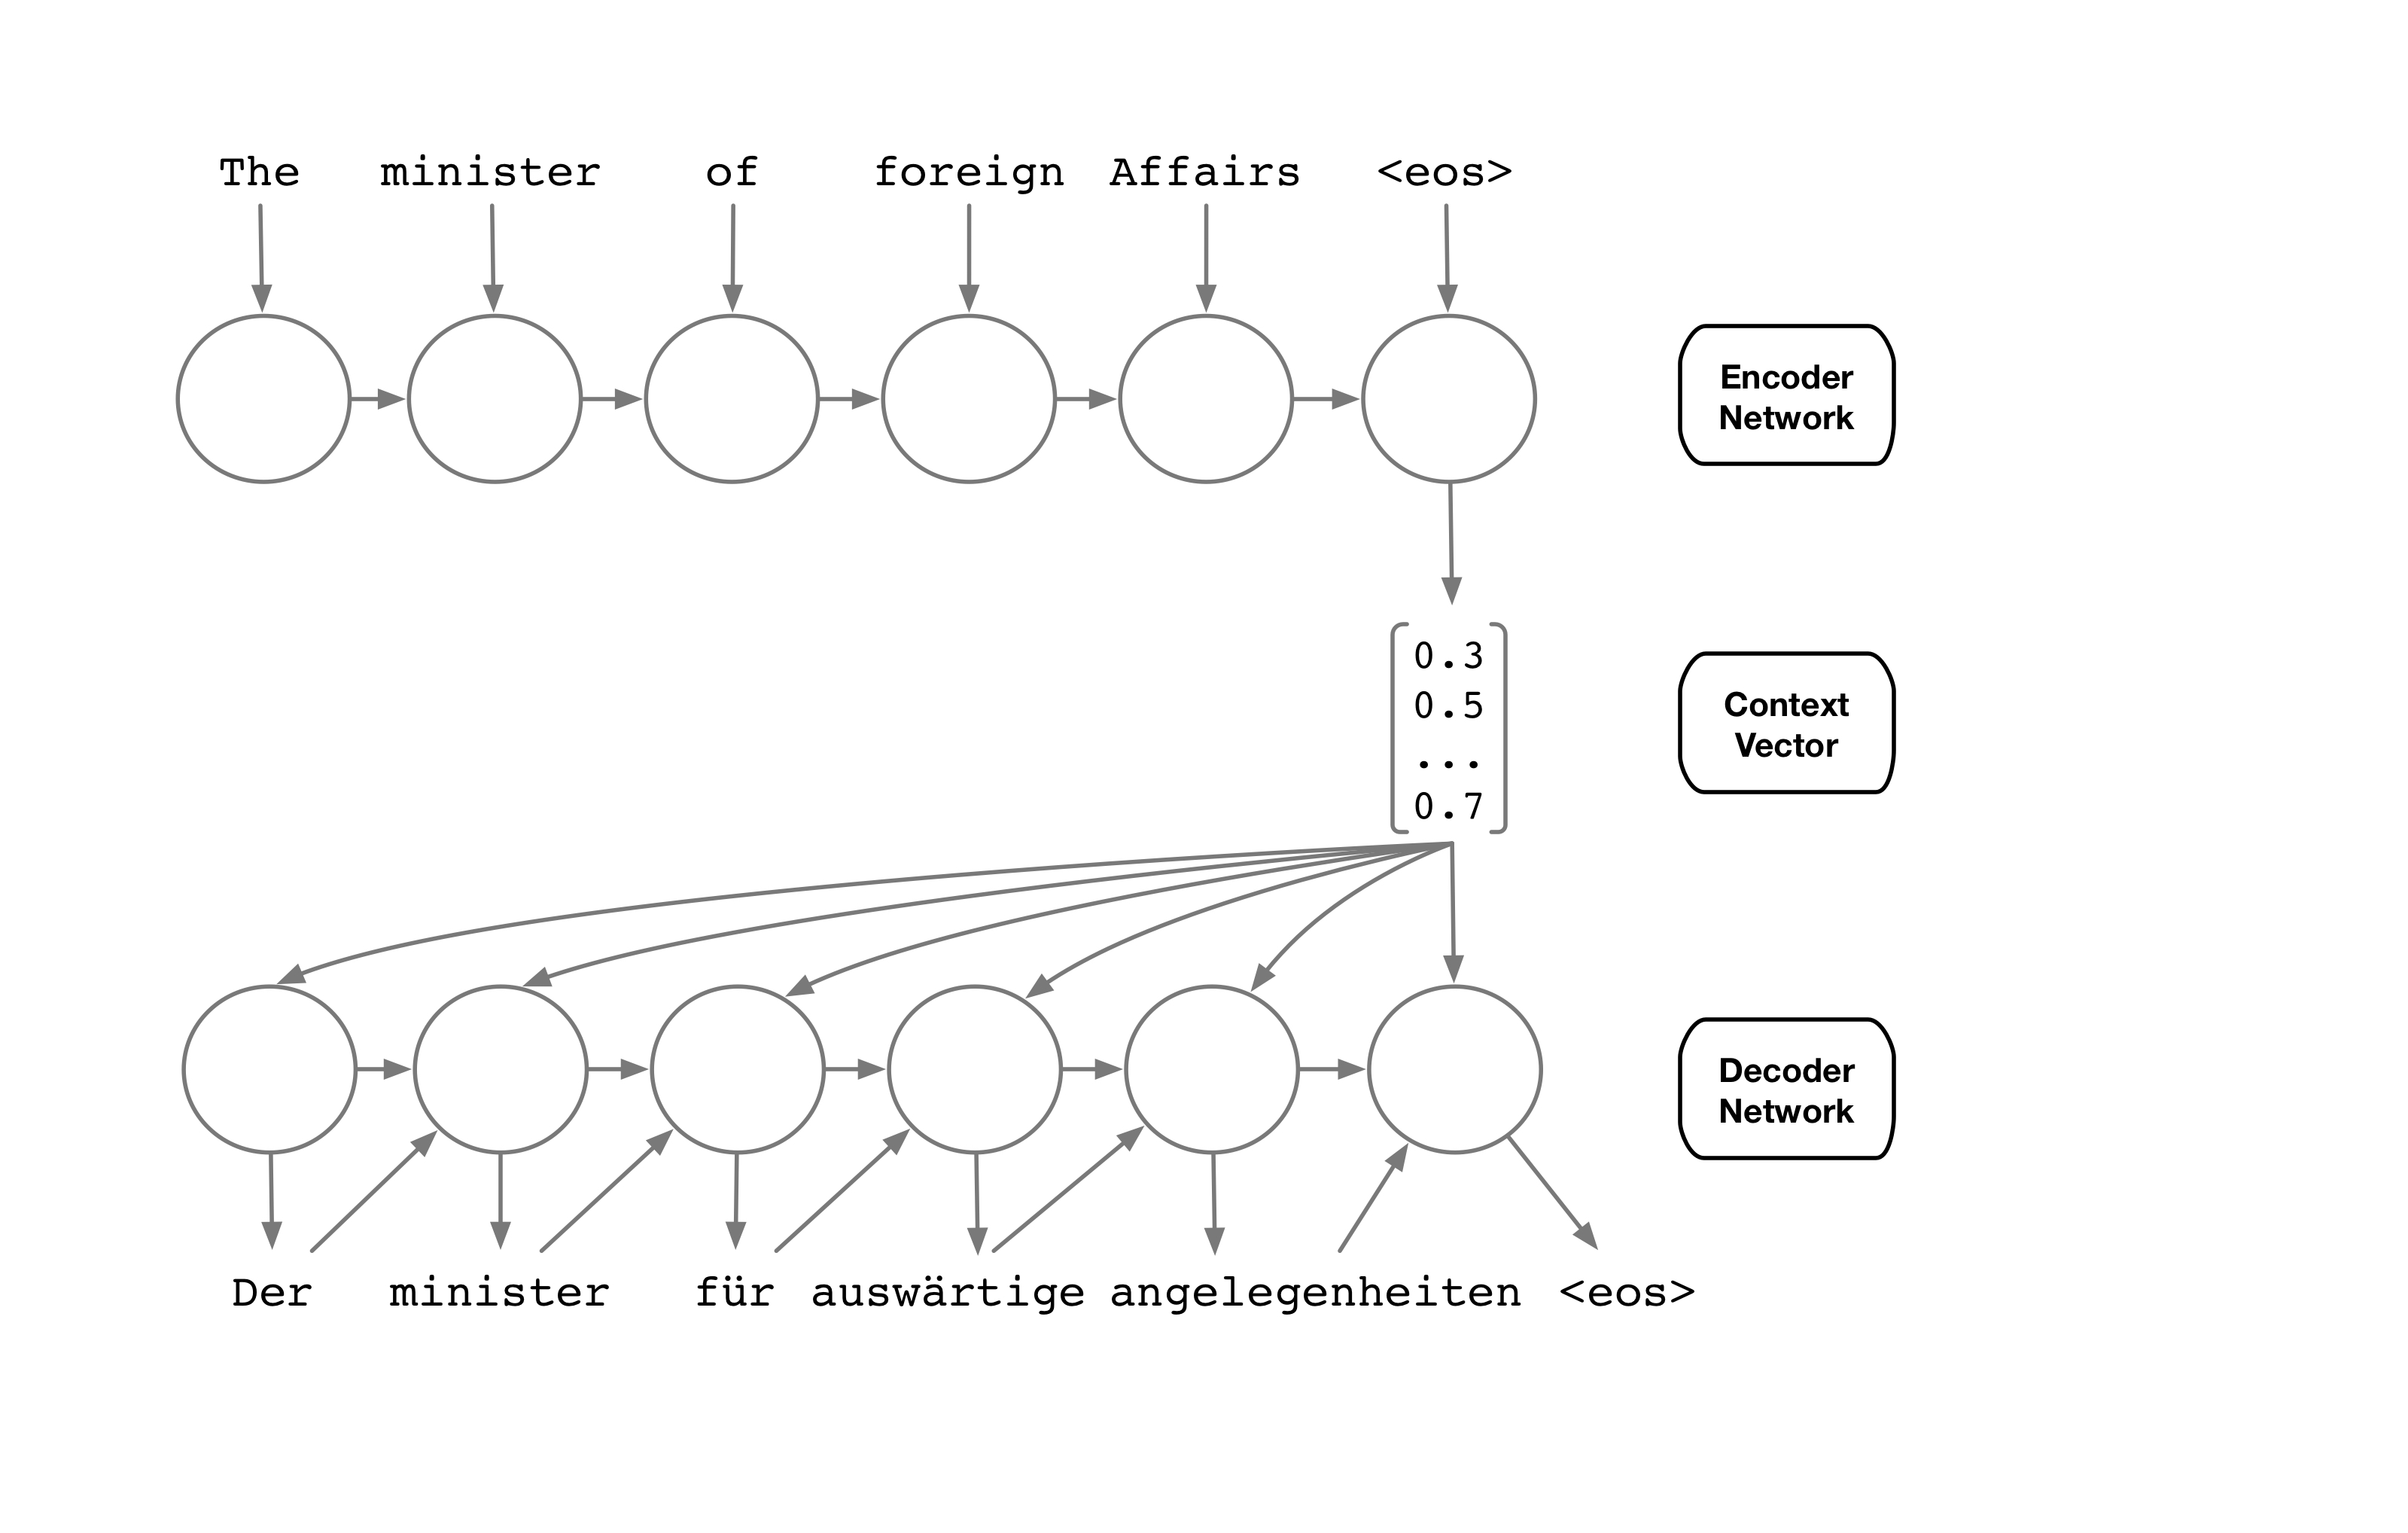 The minister of foreign Affairs <eos>
Encoder
Network
0.3
0.5
...
0.7
Context
Vector
Decoder
Network
Der minister für auswärtige angelegenheiten <eos>